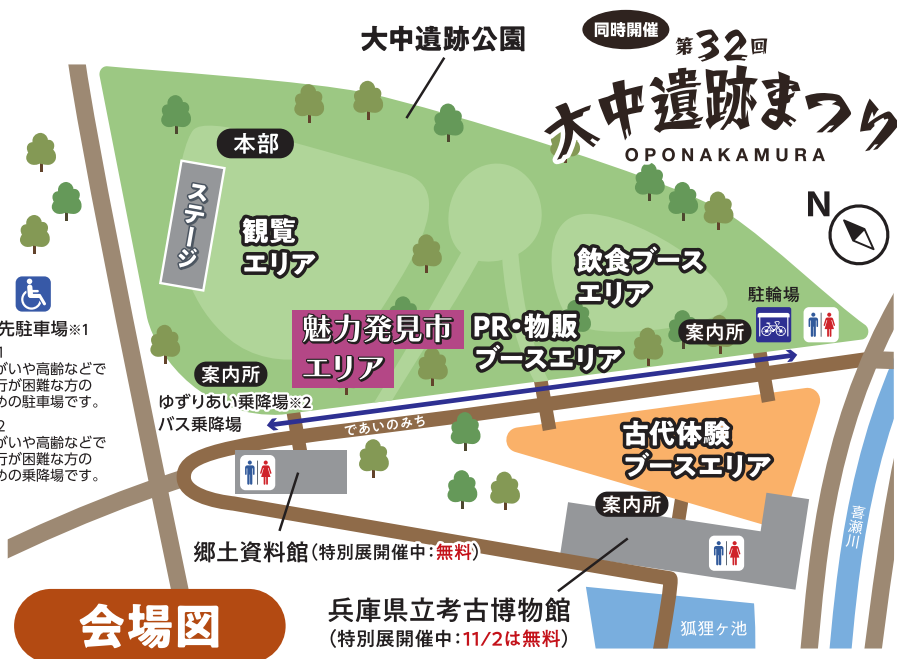 大中遺跡公園
同時開催
第32回
大中遺跡まつり
OPONAKAMURA
N
本部
ステージ
観覧
エリア
飲食ブース
エリア
駐輪場
魅力発見市
エリア
PR・物販
ブースエリア
案内所
先駐車場※1
1
がいや高齢などで
行が困難な方の
めの駐車場です。
2
がいや高齢などで
行が困難な方の
めの乗降場です。
案内所
ゆずりあい乗降場※2
バス乗降場
であいのみち
古代体験
ブースエリア
案内所
喜瀬川
郷土資料館(特別展開催中:無料)
兵庫県立考古博物館
(特別展開催中:11/2は無料)
狐狸ヶ池
会場図